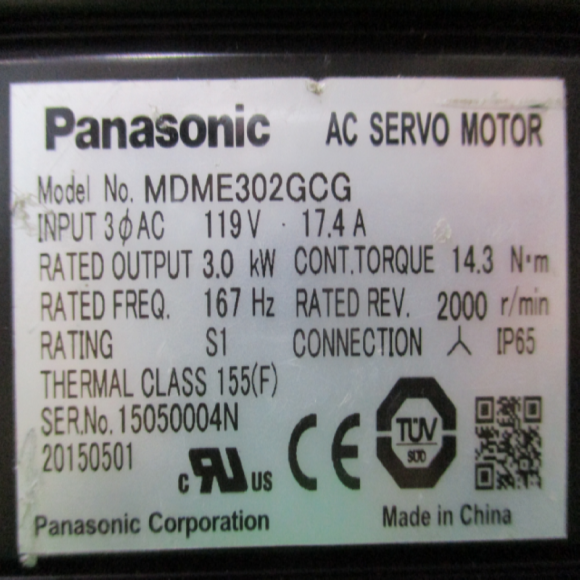 Panasonic AC SERVO MOTOR
Model No. MDME302GCG
INPUT 3ϕAC 119 V · 17.4 A
RATED OUTPUT 3.0 kW CONT.TORQUE 14.3 N·m
RATED FREQ. 167 Hz RATED REV. 2000 r/min
RATING S1 CONNECTION IP65
THERMAL CLASS 155(F)
SER.No. 15050004N
20150501
c RU US CE TÜV SÜD
Panasonic Corporation Made in China